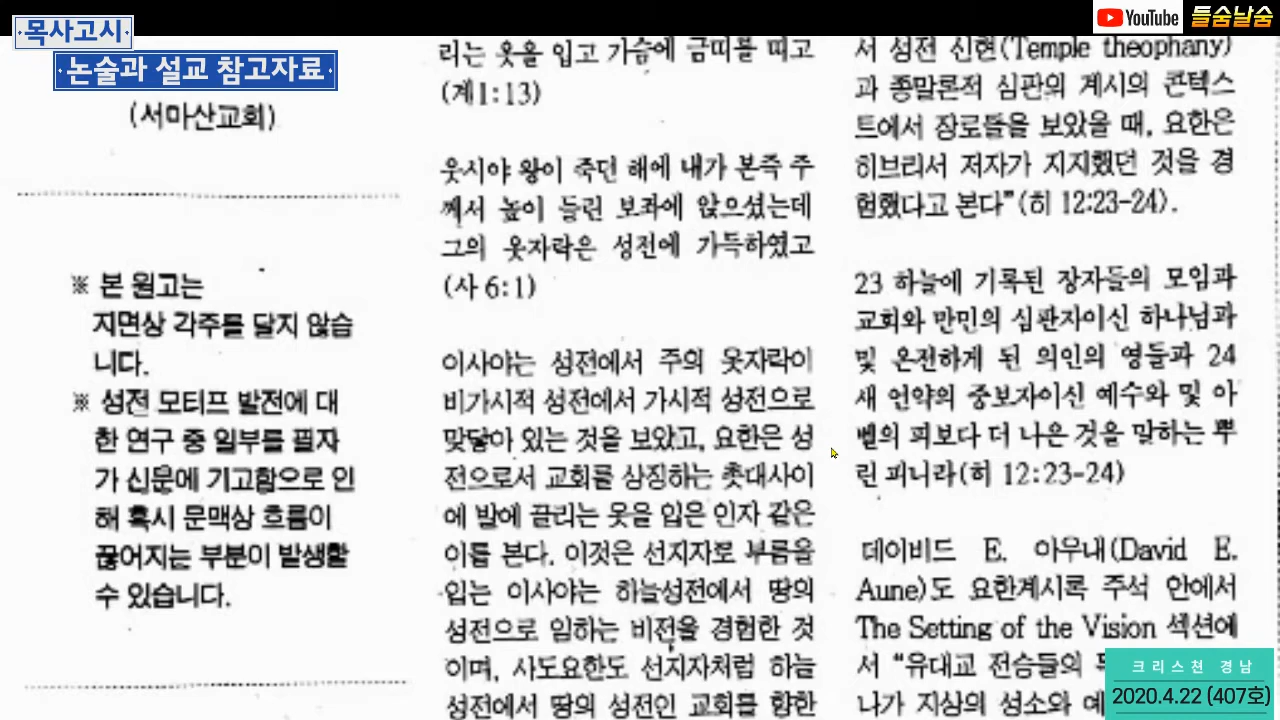 목사고시
논술과 설교 참고자료
YouTube 들숨날숨
(서마산교회)
※ 본 원고는
지면상 각주를 달지 않습
니다.
※ 성전 모티프 발전에 대
한 연구 중 일부를 필자
가 신문에 기고함으로 인
해 혹시 문맥상 흐름이
끊어지는 부분이 발생할
수 있습니다.
리는 옷을 입고 가슴에 금띠를 띠고
(계1:13)
웃시야 왕이 죽던 해에 내가 본즉 주
께서 높이 들린 보좌에 앉으셨는데
그의 옷자락은 성전에 가득하였고
(사 6:1)
이사야는 성전에서 주의 옷자락이
비가시적 성전에서 가시적 성전으로
맞닿아 있는 것을 보았고, 요한은 성
전으로서 교회를 상징하는 촛대사이
에 발에 끌리는 옷을 입은 인자 같은
이를 본다. 이것은 선지자로 부름을
입는 이사야는 하늘성전에서 땅의
성전으로 임하는 비전을 경험한 것
이며, 사도요한도 선지자처럼 하늘
성전에서 땅의 성전인 교회를 향한
서 성전 신현(Temple theophany)
과 종말론적 심판의 계시의 콘텍스
트에서 장로들을 보았을 때, 요한은
히브리서 저자가 지지했던 것을 경
험했다고 본다”(히 12:23-24).
23 하늘에 기록된 장자들의 모임과
교회와 만민의 심판자이신 하나님과
및 온전하게 된 의인의 영들과 24
새 언약의 중보자이신 예수와 및 아
벨의 피보다 더 나은 것을 말하는 뿌
린 피니라(히 12:23-24)
데이비드 E. 아우내(David E.
Aune)도 요한계시록 주석 안에서
The Setting of the Vision 섹션에
서 “유대교 전승들의
나가 지상의 성소와
크리스천 경남
2020.4.22 (407호)